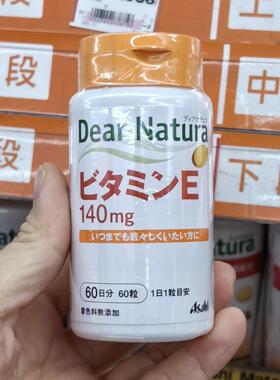 段
中
段
下
ディアナチュラ
Dear-Natura
ビタミンE
140mg
いつまでも若々しくいたい方に
60日分 60粒 1日1粒目安
着色料無添加
Asahi